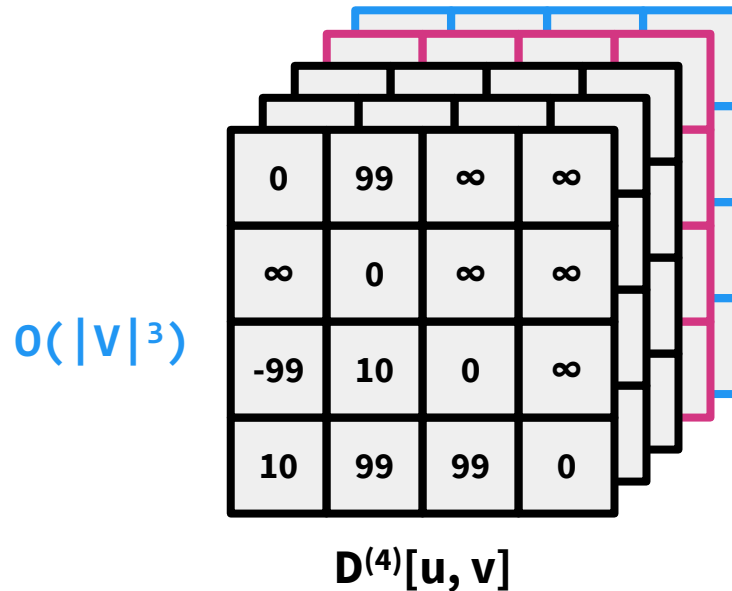 0 99 ∞ ∞
∞ 0 ∞ ∞
O(|V|³)
-99 10 0 ∞
10 99 99 0
D⁽⁴⁾[u, v]